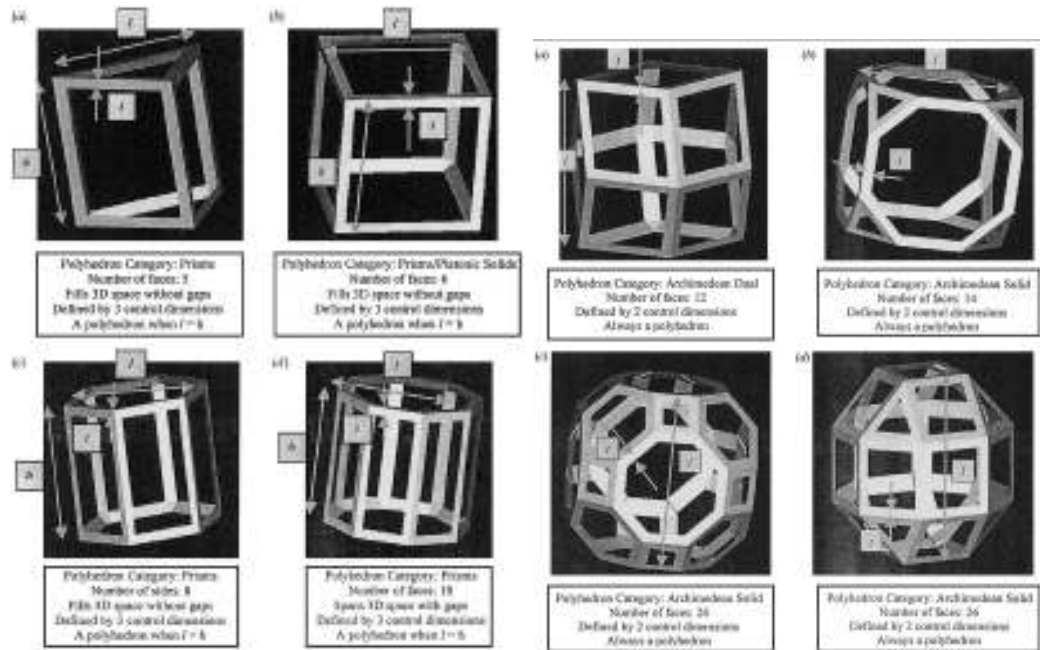 (a)
l
t
h
Polyhedron Category: Prisms
Number of faces: 5
Fills 3D space without gaps
Defined by 3 control dimensions
A polyhedron when l = h
(b)
l
Polyhedron Category: Prisms/Platonic Solids
Number of faces: 6
Fills 3D space without gaps
Defined by 3 control dimensions
A polyhedron when l = h
(c)
l
h
Polyhedron Category: Prisms
Number of sides: 8
Fills 3D space without gaps
Defined by 3 control dimensions
A polyhedron when l = h
(d)
h
Polyhedron Category: Prisms
Number of faces: 10
Spans 3D space with gaps
Defined by 3 control dimensions
A polyhedron when l = h
Polyhedron Category: Archimedean Dual
Number of faces: 12
Defined by 2 control dimensions
Always a polyhedron
(b)
Polyhedron Category: Archimedean Solid
Number of faces: 14
Defined by 2 control dimensions
Always a polyhedron
(c)
Polyhedron Category: Archimedean Solid
Number of faces: 26
Defined by 2 control dimensions
Always a polyhedron
(d)
Polyhedron Category: Archimedean Solid
Number of faces: 26
Defined by 2 control dimensions
Always a polyhedron